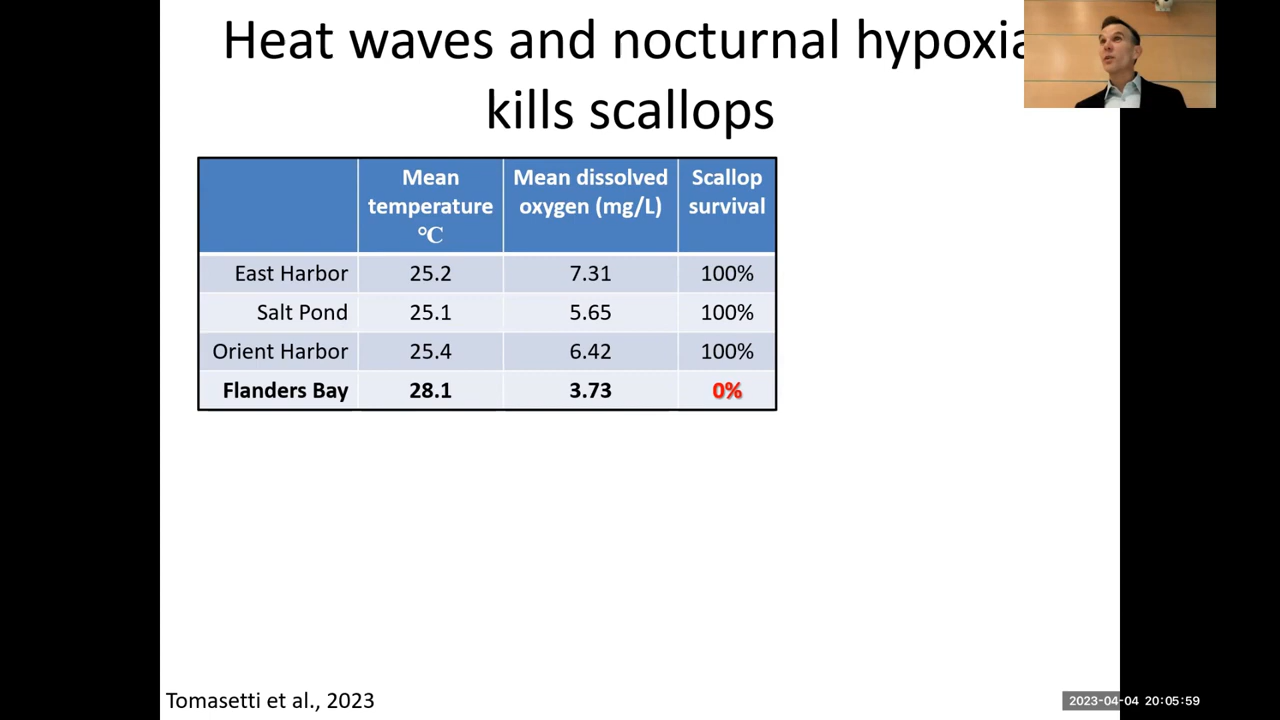 Heat waves and nocturnal hypoxia
kills scallops
Mean temperature ℃ Mean dissolved oxygen (mg/L) Scallop survival
East Harbor 25.2 7.31 100%
Salt Pond 25.1 5.65 100%
Orient Harbor 25.4 6.42 100%
Flanders Bay 28.1 3.73 0%
Tomasetti et al., 2023
2023-04-04 20:05:59